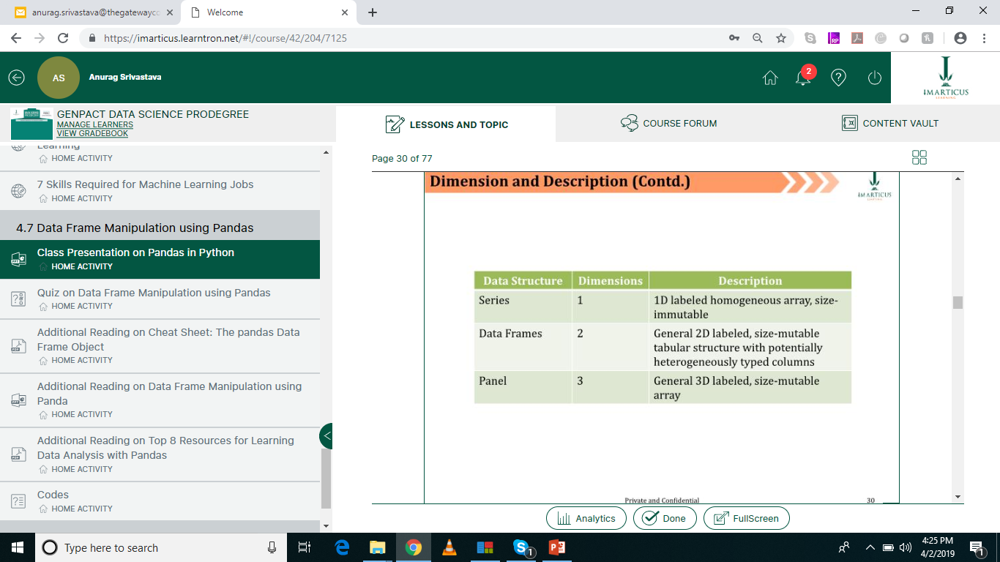 anurag.srivastava@thegatewayco
Welcome
https://imarticus.learntron.net/#!/course/42/204/7125
AS
Anurag Srivastava
2
IMARTICUS
LEARNING
GENPACT DATA SCIENCE PRODEGREE
MANAGE LEARNERS
VIEW GRADEBOOK
LESSONS AND TOPIC
COURSE FORUM
CONTENT VAULT
Learning
HOME ACTIVITY
7 Skills Required for Machine Learning Jobs
HOME ACTIVITY
4.7 Data Frame Manipulation using Pandas
Class Presentation on Pandas in Python
HOME ACTIVITY
Quiz on Data Frame Manipulation using Pandas
HOME ACTIVITY
Additional Reading on Cheat Sheet: The pandas Data
Frame Object
HOME ACTIVITY
Additional Reading on Data Frame Manipulation using
Panda
HOME ACTIVITY
Additional Reading on Top 8 Resources for Learning
Data Analysis with Pandas
HOME ACTIVITY
Codes
HOME ACTIVITY
Page 30 of 77
Dimension and Description (Contd.)
IMARTICUS
Data Structure Dimensions Description
Series 1 1D labeled homogeneous array, size-
immutable
Data Frames 2 General 2D labeled, size-mutable
tabular structure with potentially
heterogeneously typed columns
Panel 3 General 3D labeled, size-mutable
array
Private and Confidential 30
Analytics
Done
FullScreen
Type here to search
1
4:25 PM
4/2/2019
1